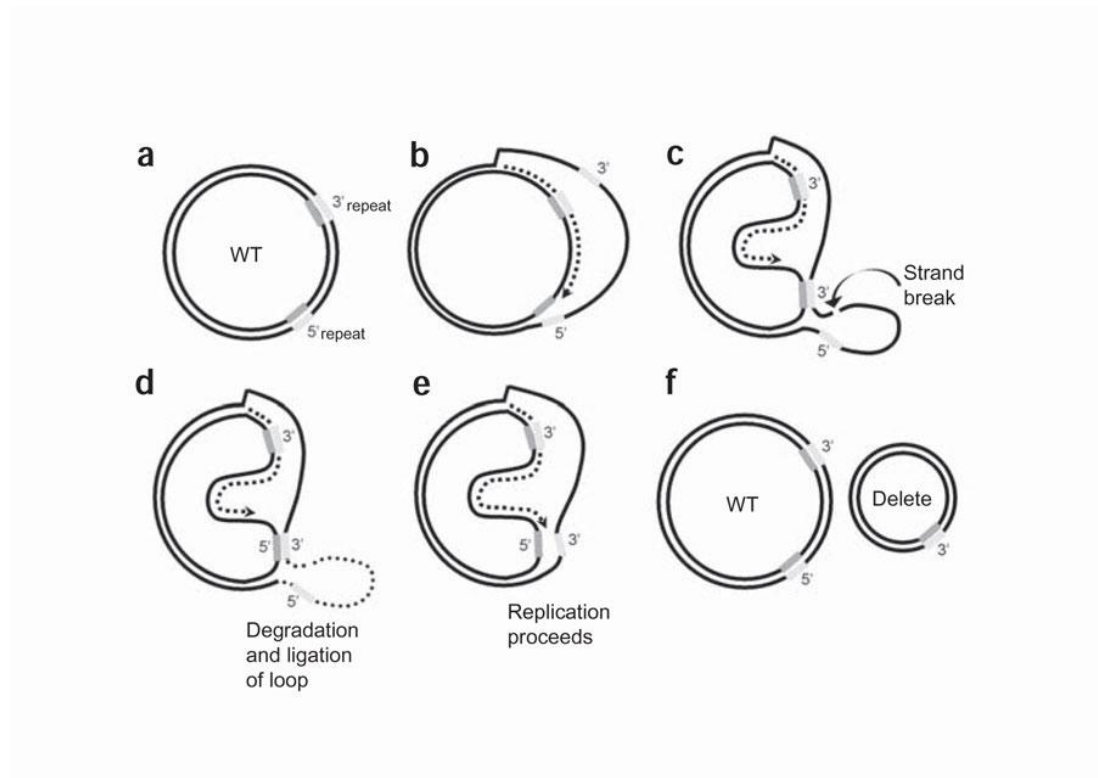 a
WT
3' repeat
5' repeat
b
3'
5'
c
3'
3'
5'
Strand
break
d
3'
5' 3'
5'
Degradation
and ligation
of loop
e
3'
5' 3'
Replication
proceeds
f
3'
WT
5'
Delete
3'